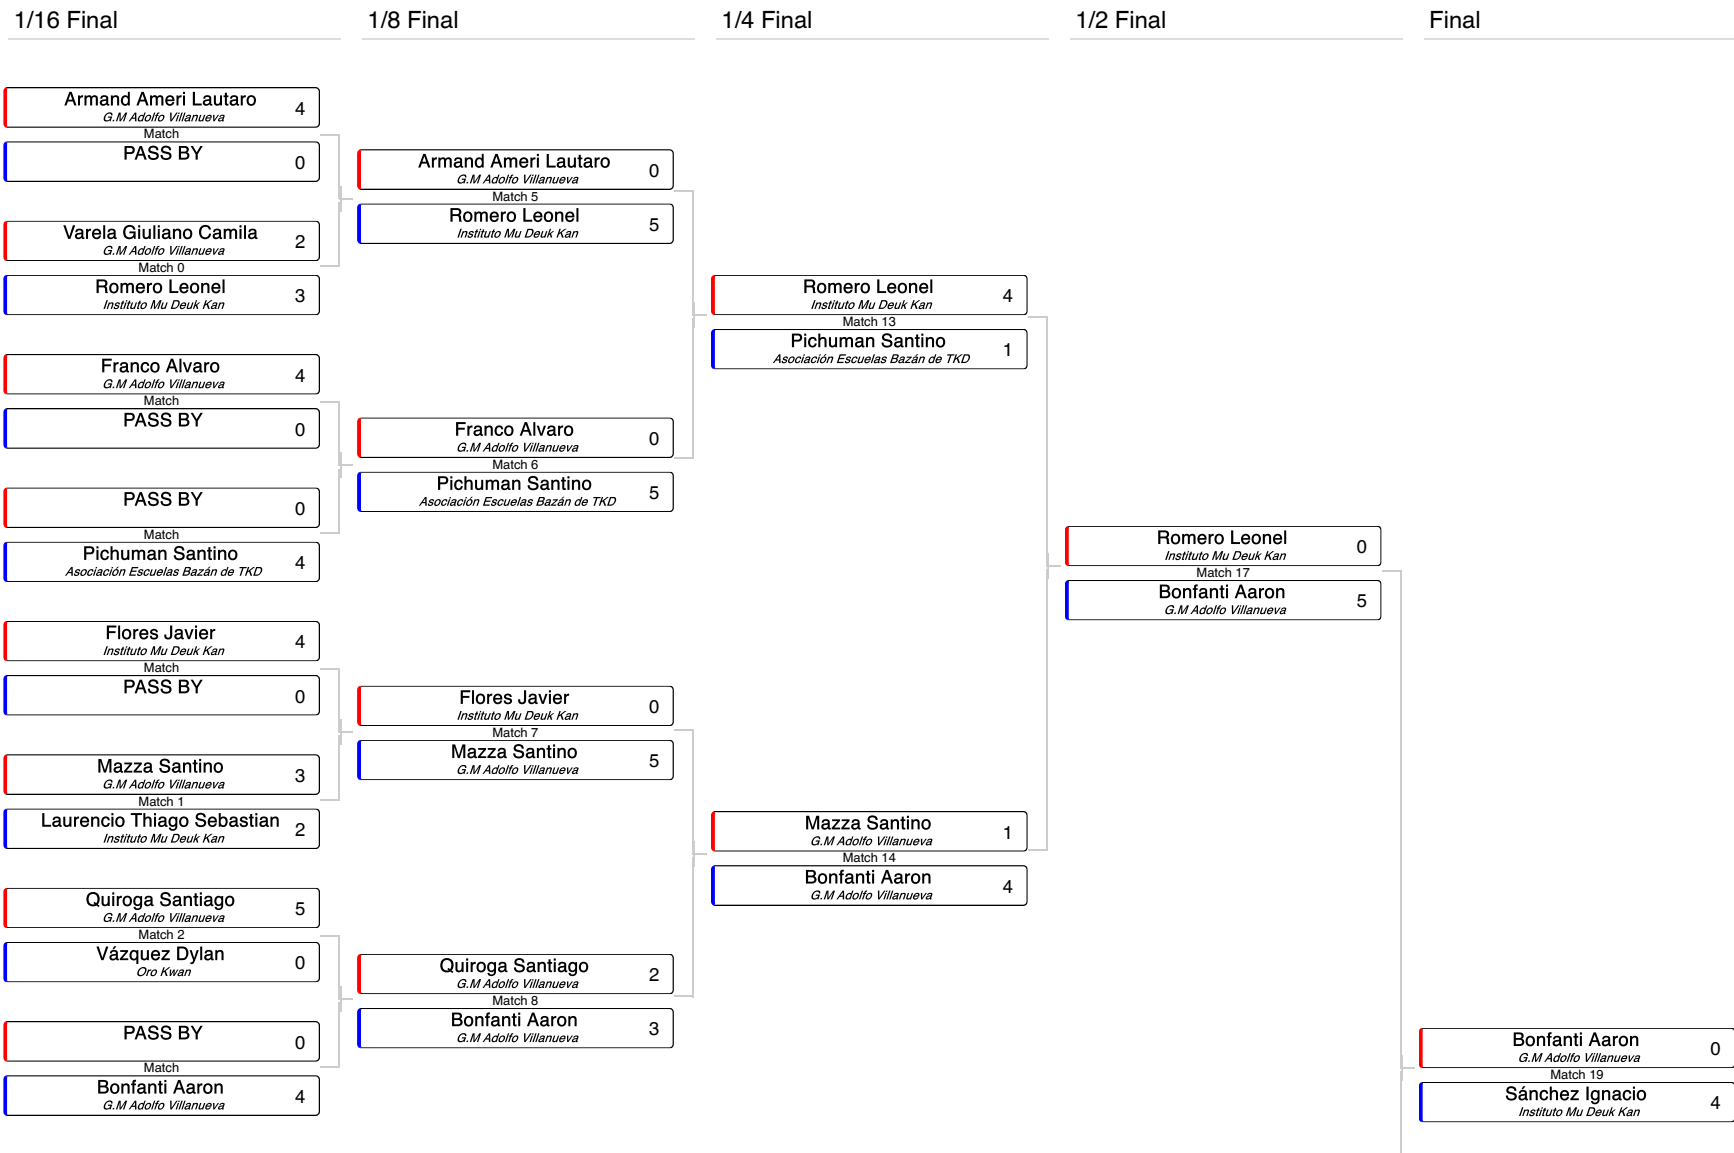 1/16 Final
1/8 Final
1/4 Final
1/2 Final
Final
Armand Ameri Lautaro
G.M Adolfo Villanueva
4
Match
PASS BY
0
Varela Giuliano Camila
G.M Adolfo Villanueva
2
Match 0
Romero Leonel
Instituto Mu Deuk Kan
3
Franco Alvaro
G.M Adolfo Villanueva
4
Match
PASS BY
0
PASS BY
0
Match
Pichuman Santino
Asociación Escuelas Bazán de TKD
4
Flores Javier
Instituto Mu Deuk Kan
4
Match
PASS BY
0
Mazza Santino
G.M Adolfo Villanueva
3
Match 1
Laurencio Thiago Sebastian
Instituto Mu Deuk Kan
2
Quiroga Santiago
G.M Adolfo Villanueva
5
Match 2
Vázquez Dylan
Oro Kwan
0
PASS BY
0
Match
Bonfanti Aaron
G.M Adolfo Villanueva
4
Armand Ameri Lautaro
G.M Adolfo Villanueva
0
Match 5
Romero Leonel
Instituto Mu Deuk Kan
5
Franco Alvaro
G.M Adolfo Villanueva
0
Match 6
Pichuman Santino
Asociación Escuelas Bazán de TKD
5
Flores Javier
Instituto Mu Deuk Kan
0
Match 7
Mazza Santino
G.M Adolfo Villanueva
5
Quiroga Santiago
G.M Adolfo Villanueva
2
Match 8
Bonfanti Aaron
G.M Adolfo Villanueva
3
Romero Leonel
Instituto Mu Deuk Kan
4
Match 13
Pichuman Santino
Asociación Escuelas Bazán de TKD
1
Mazza Santino
G.M Adolfo Villanueva
1
Match 14
Bonfanti Aaron
G.M Adolfo Villanueva
4
Romero Leonel
Instituto Mu Deuk Kan
0
Match 17
Bonfanti Aaron
G.M Adolfo Villanueva
5
Bonfanti Aaron
G.M Adolfo Villanueva
0
Match 19
Sánchez Ignacio
Instituto Mu Deuk Kan
4